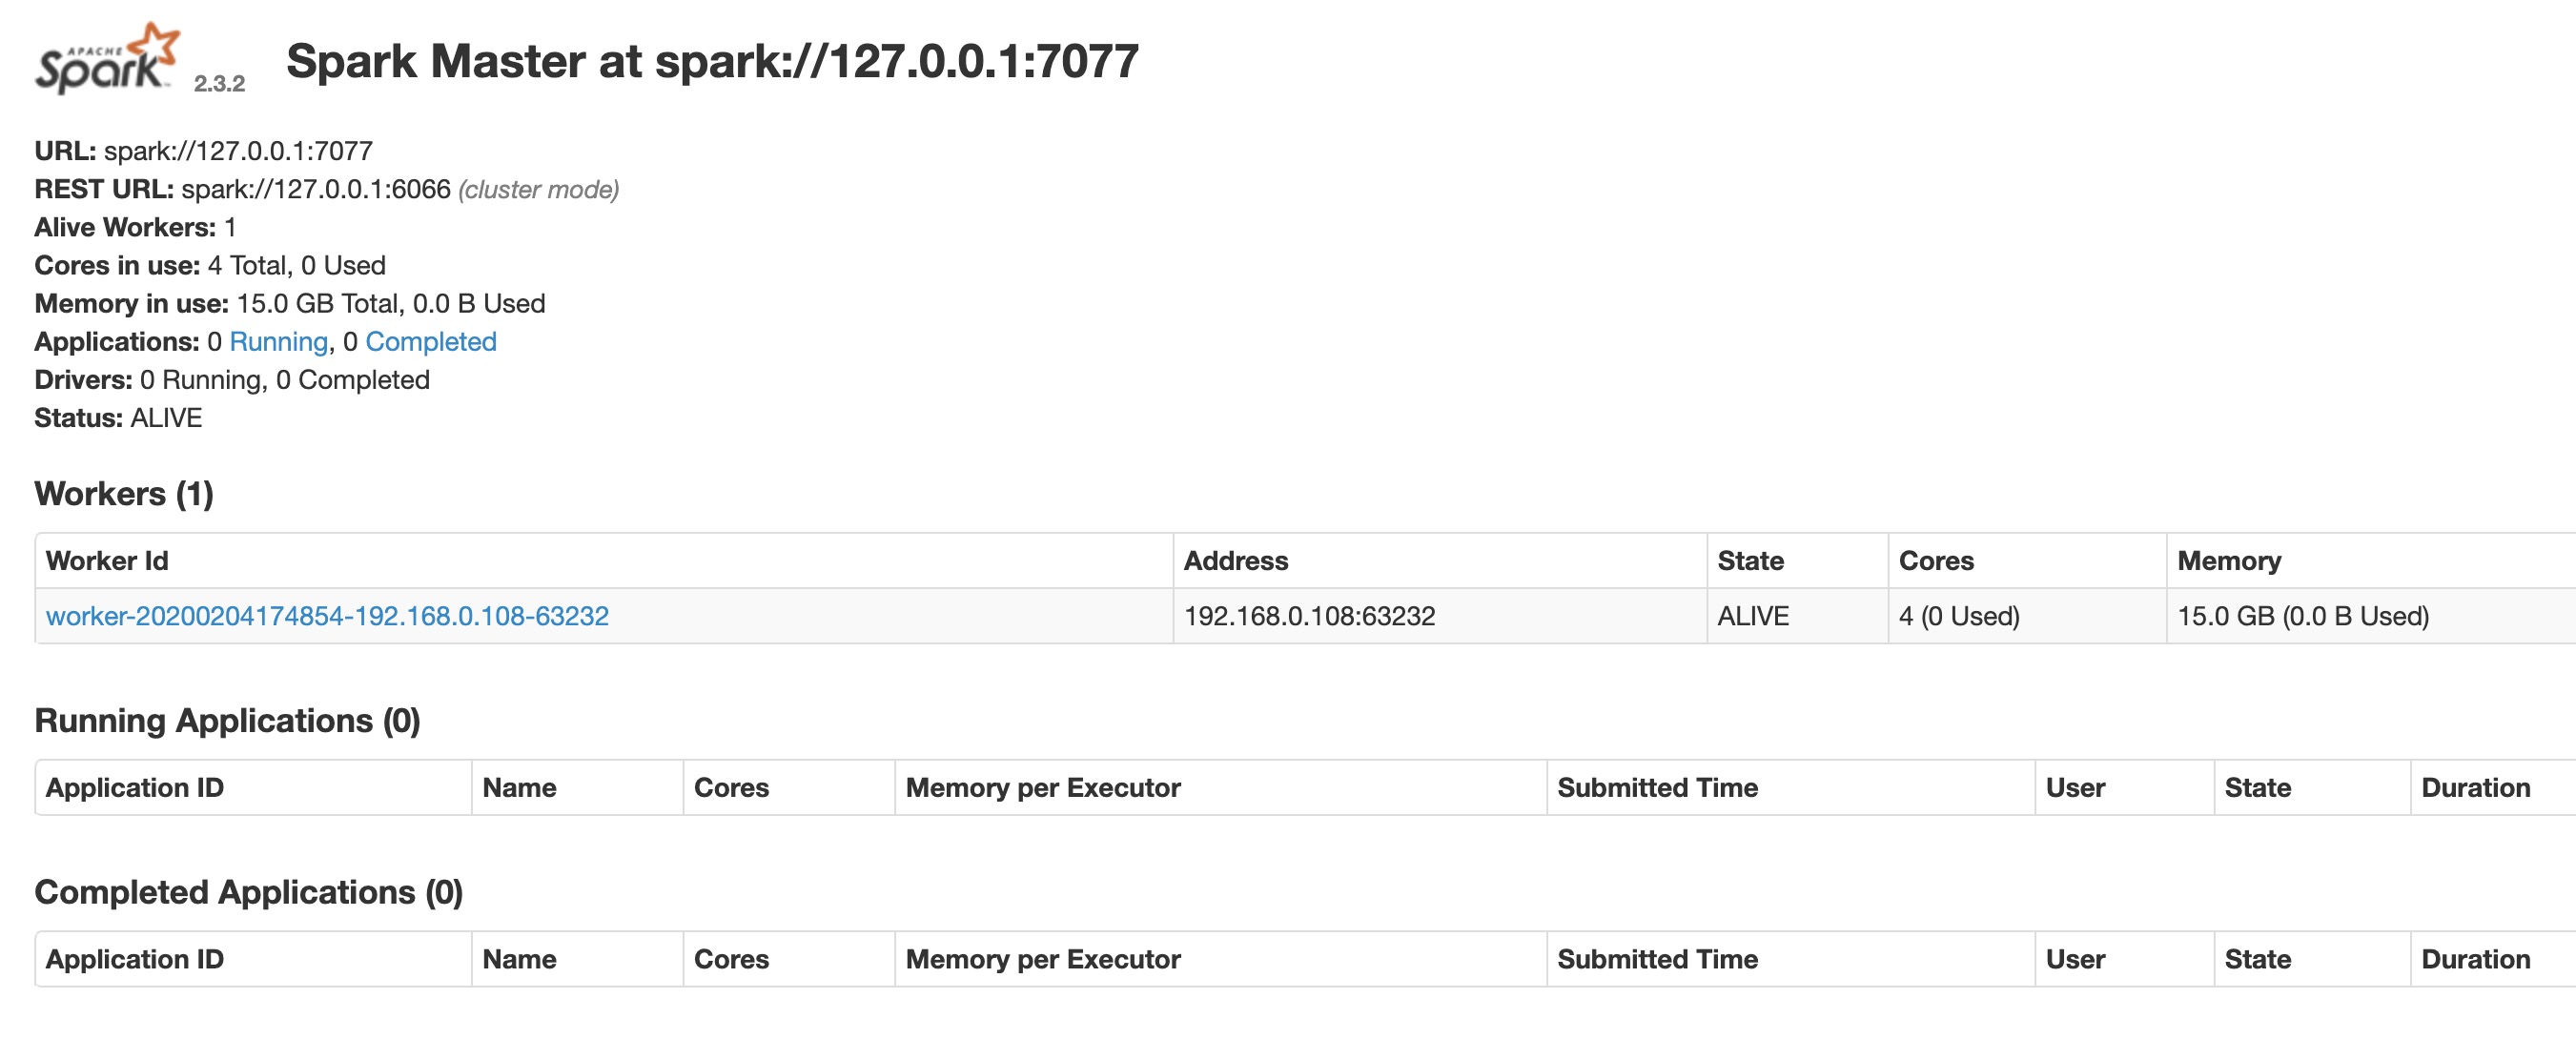 APACHE
Spark 2.3.2 Spark Master at spark://127.0.0.1:7077
URL: spark://127.0.0.1:7077
REST URL: spark://127.0.0.1:6066 (cluster mode)
Alive Workers: 1
Cores in use: 4 Total, 0 Used
Memory in use: 15.0 GB Total, 0.0 B Used
Applications: 0 Running, 0 Completed
Drivers: 0 Running, 0 Completed
Status: ALIVE
Workers (1)
Worker Id Address State Cores Memory
worker-20200204174854-192.168.0.108-63232 192.168.0.108:63232 ALIVE 4 (0 Used) 15.0 GB (0.0 B Used)
Running Applications (0)
Application ID Name Cores Memory per Executor Submitted Time User State Duration
Completed Applications (0)
Application ID Name Cores Memory per Executor Submitted Time User State Duration